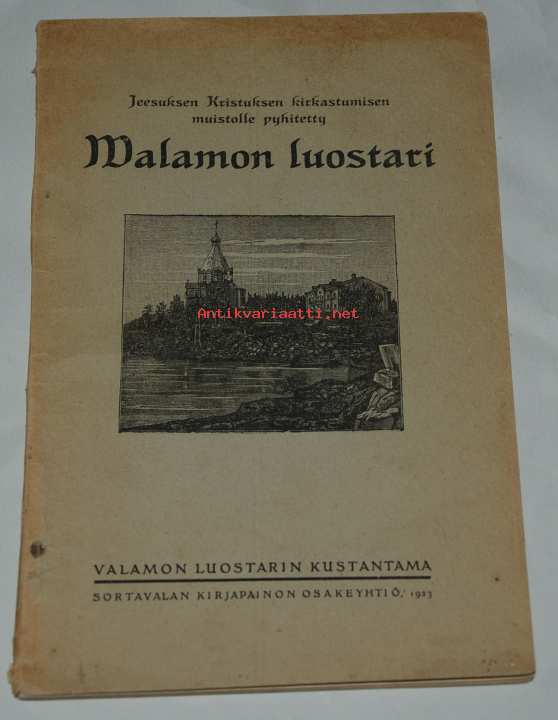 Jeesuksen Kristuksen kirkastumisen
muistolle pyhitetty
Walamon luostari
Antikvariaatti.net
VALAMON LUOSTARIN KUSTANTAMA
SORTAVALAN KIRJAPAINON OSAKEYHTIÖ, 1923